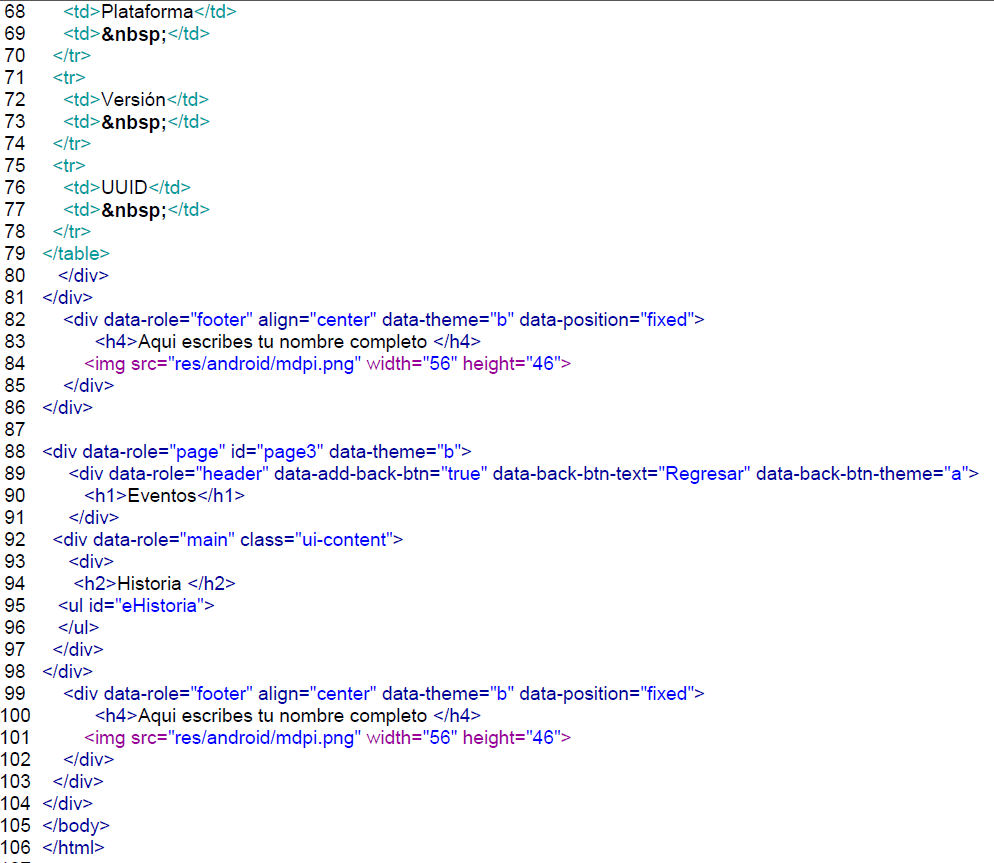 68 <td>Plataforma</td>
69 <td>&nbsp;</td>
70 </tr>
71 <tr>
72 <td>Versión</td>
73 <td>&nbsp;</td>
74 </tr>
75 <tr>
76 <td>UUID</td>
77 <td>&nbsp;</td>
78 </tr>
79 </table>
80 </div>
81 </div>
82 <div data-role="footer" align="center" data-theme="b" data-position="fixed">
83 <h4>Aqui escribes tu nombre completo </h4>
84 <img src="res/android/mdpi.png" width="56" height="46">
85 </div>
86 </div>
87
88 <div data-role="page" id="page3" data-theme="b">
89 <div data-role="header" data-add-back-btn="true" data-back-btn-text="Regresar" data-back-btn-theme="a">
90 <h1>Eventos</h1>
91 </div>
92 <div data-role="main" class="ui-content">
93 <div>
94 <h2>Historia </h2>
95 <ul id="eHistoria">
96 </ul>
97 </div>
98 </div>
99 <div data-role="footer" align="center" data-theme="b" data-position="fixed">
100 <h4>Aqui escribes tu nombre completo </h4>
101 <img src="res/android/mdpi.png" width="56" height="46">
102 </div>
103 </div>
104 </div>
105 </body>
106 </html>